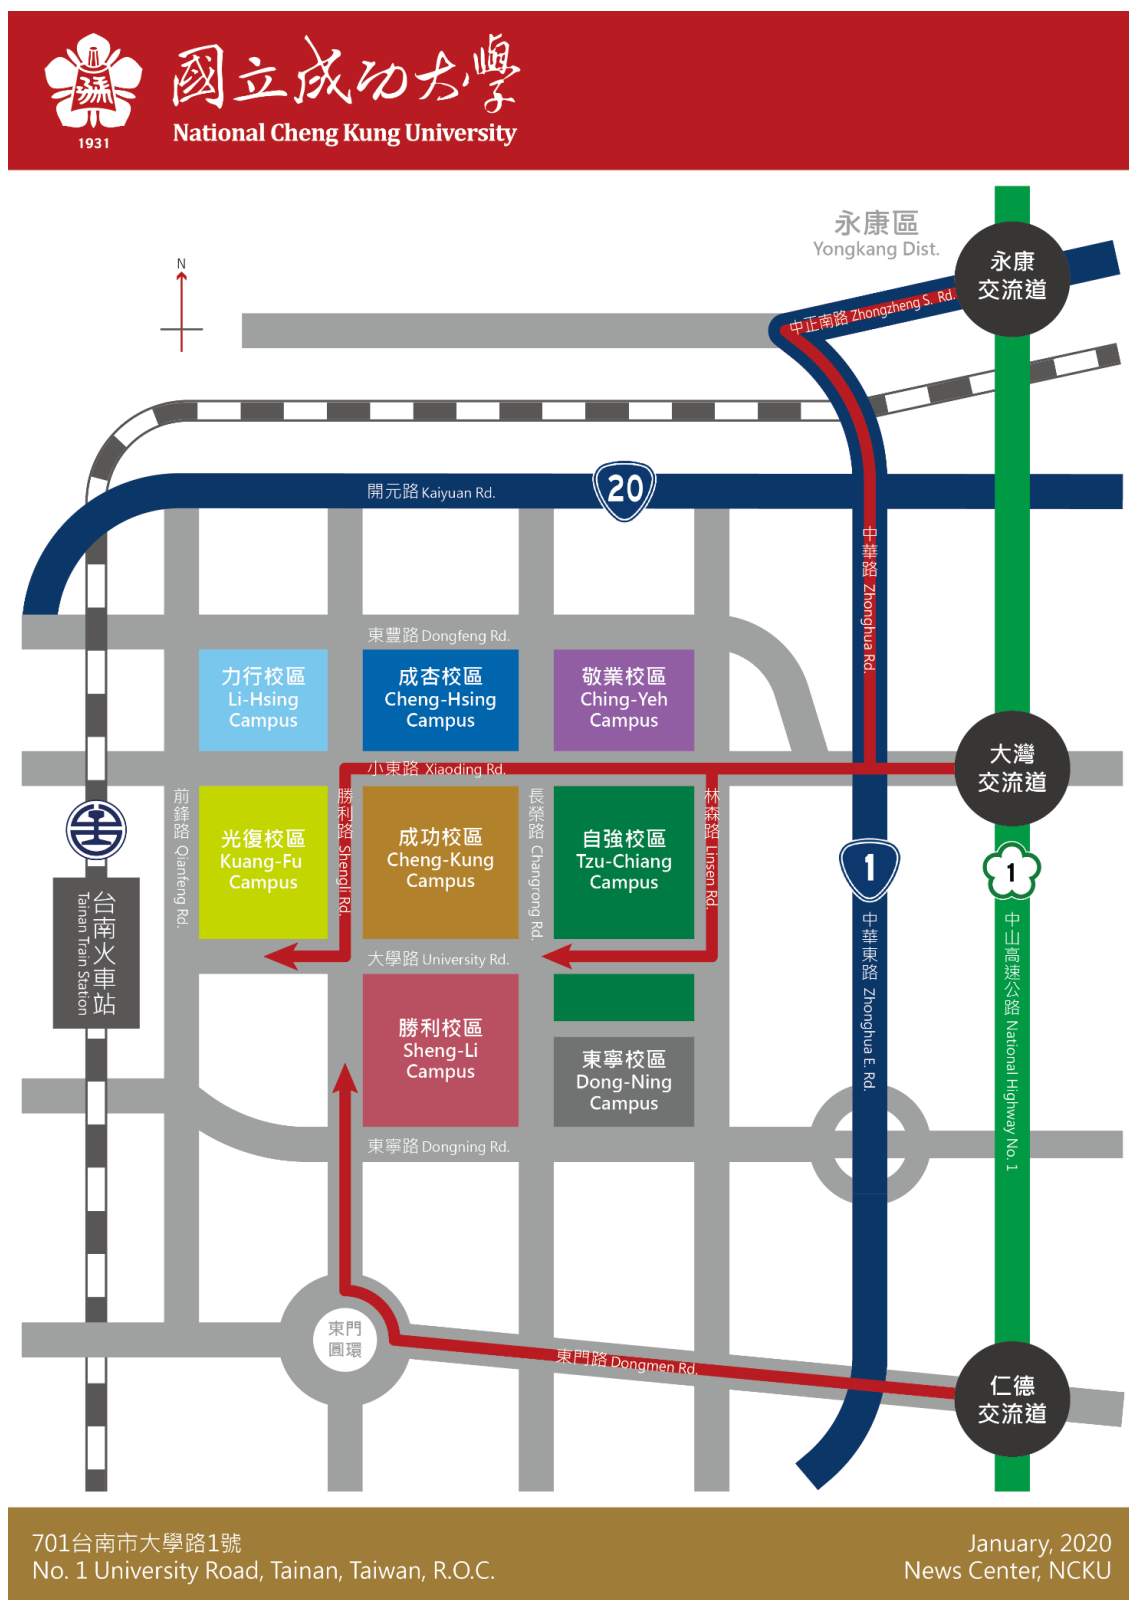 國立成功大學
National Cheng Kung University
1931
永康區
Yongkang Dist.
永康
交流道
N
中正南路 Zhongzheng S. Rd.
開元路 Kaiyuan Rd.
20
中華路 Zhonghua Rd.
東豐路 Dongfeng Rd.
力行校區
Li-Hsing
Campus
成杏校區
Cheng-Hsing
Campus
敬業校區
Ching-Yeh
Campus
小東路 Xiaoding Rd.
大灣
交流道
前鋒路 Qianfeng Rd.
勝利路 Shengli Rd.
長榮路 Changrong Rd.
林森路 Linsen Rd.
光復校區
Kuang-Fu
Campus
成功校區
Cheng-Kung
Campus
自強校區
Tzu-Chiang
Campus
1
1
台南火車站
Tainan Train Station
中華東路 Zhonghua E. Rd.
中山高速公路 National Highway No. 1
大學路 University Rd.
勝利校區
Sheng-Li
Campus
東寧校區
Dong-Ning
Campus
東寧路 Dongning Rd.
東門
圓環
東門路 Dongmen Rd.
仁德
交流道
701台南市大學路1號
No. 1 University Road, Tainan, Taiwan, R.O.C.
January, 2020
News Center, NCKU